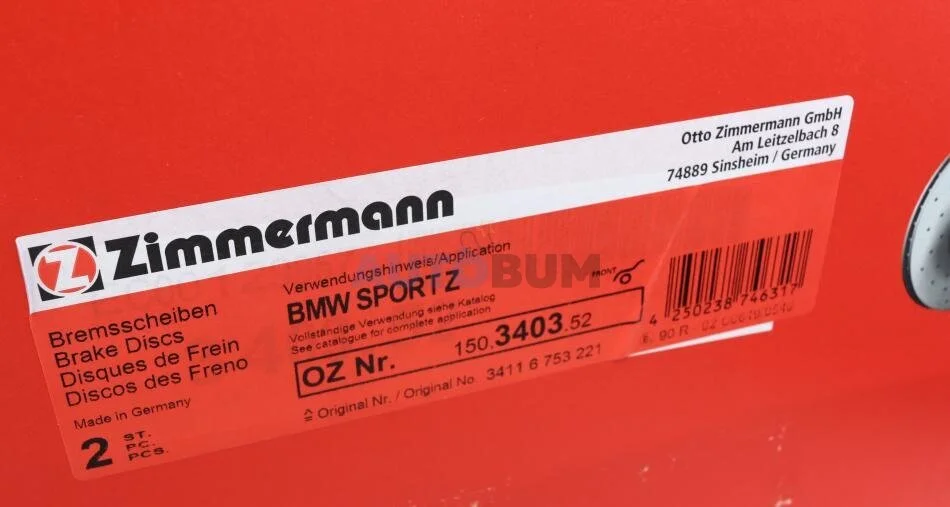 Otto Zimmermann GmbH
Am Leitzelbach 8
74889 Sinsheim / Germany
Z Zimmermann
Bremsscheiben
Brake Discs
Disques de Frein
Discos des Freno
Made in Germany
2 ST.
PC.
PCS.
Verwendungshinweis/Application
BMW SPORT Z
Vollständige Verwendung siehe Katalog
See catalogue for complete application
FRONT
OZ Nr. 150.3403.52
≙ Original Nr. / Original No. 3411 6 753 221
4 250238 746317
AUTOBUM